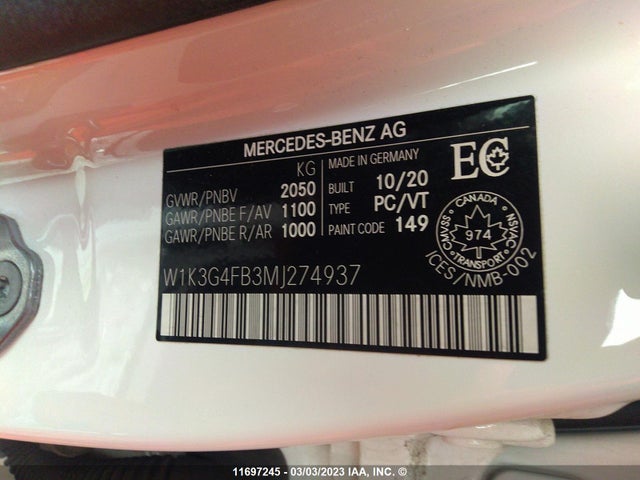 MERCEDES-BENZ AG
KG
GVWR/PNBV 2050
GAWR/PNBE F/AV 1100
GAWR/PNBE R/AR 1000
MADE IN GERMANY
BUILT 10/20
TYPE PC/VT
PAINT CODE 149
EC
CANADA
SVAC
NSVAC
974
TRANSPORT
ICES/NMB-002
W1K3G4FB3MJ274937
11697245 - 03/03/2023 IAA, INC. ©